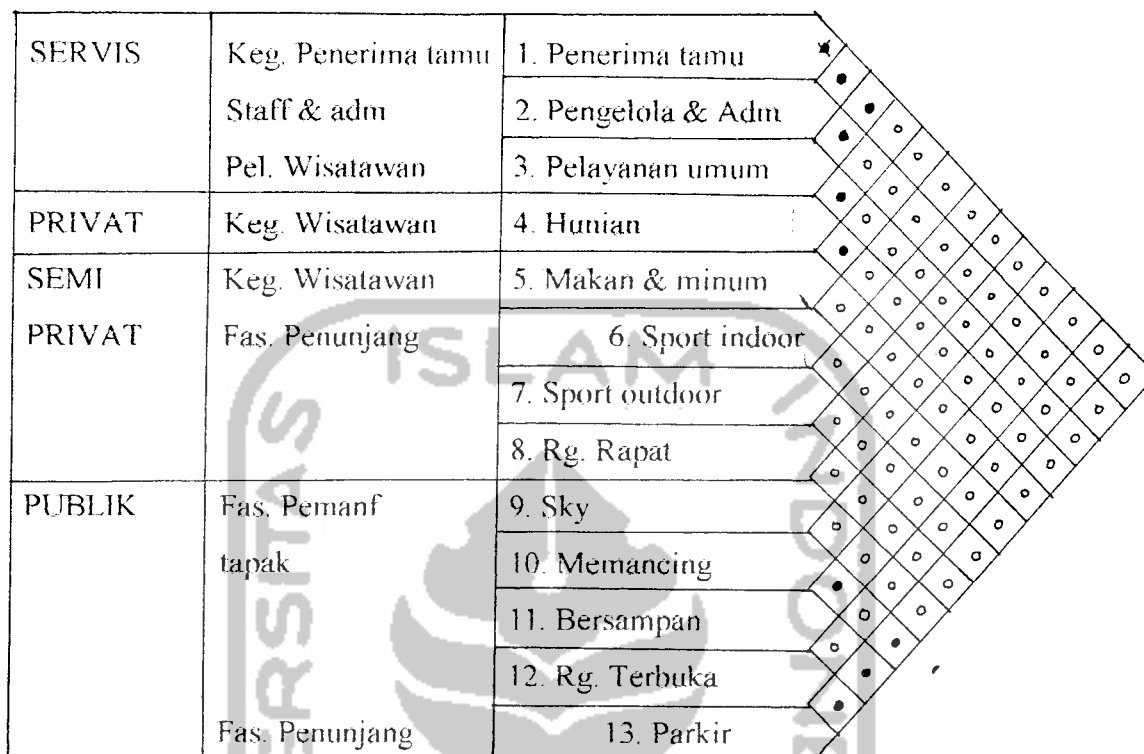 SERVIS Keg. Penerima tamu 1. Penerima tamu
Staff & adm 2. Pengelola & Adm
Pel. Wisatawan 3. Pelayanan umum
PRIVAT Keg. Wisatawan 4. Hunian
SEMI Keg. Wisatawan 5. Makan & minum
PRIVAT Fas. Penunjang 6. Sport indoor
7. Sport outdoor
8. Rg. Rapat
PUBLIK Fas. Pemanf 9. Sky
tapak 10. Memancing
11. Bersampan
12. Rg. Terbuka
Fas. Penunjang 13. Parkir
ISLAM